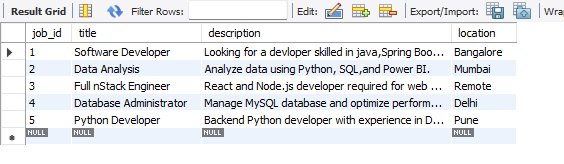 Result Grid Filter Rows: Edit: Export/Import: Wra
job_id title description location
1 Software Developer Looking for a devloper skilled in java,Spring Boo... Bangalore
2 Data Analysis Analyze data using Python, SQL,and Power BI. Mumbai
3 Full nStack Engineer React and Node.js developer required for web ... Remote
4 Database Administrator Manage MySQL database and optimize perform... Delhi
5 Python Developer Backend Python developer with experience in D... Pune
NULL NULL NULL NULL